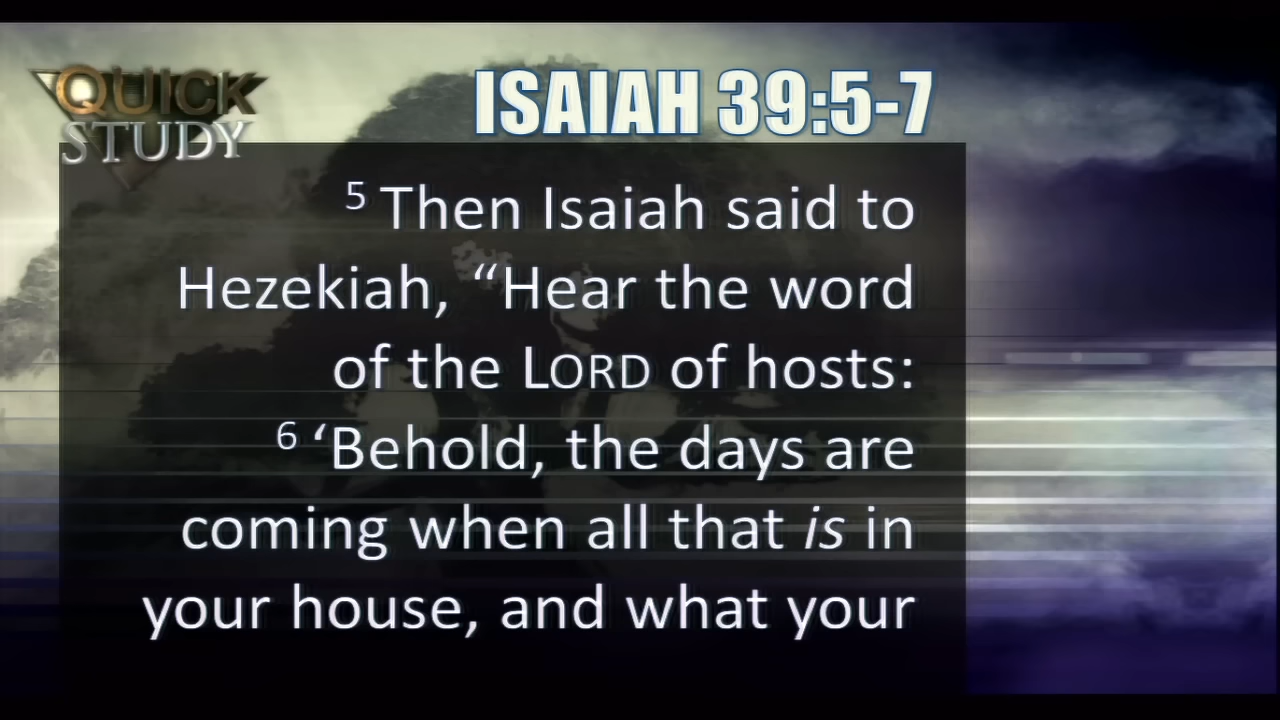 QUICK
STUDY
ISAIAH 39:5-7
5 Then Isaiah said to
Hezekiah, “Hear the word
of the LORD of hosts:
6 ‘Behold, the days are
coming when all that is in
your house, and what your